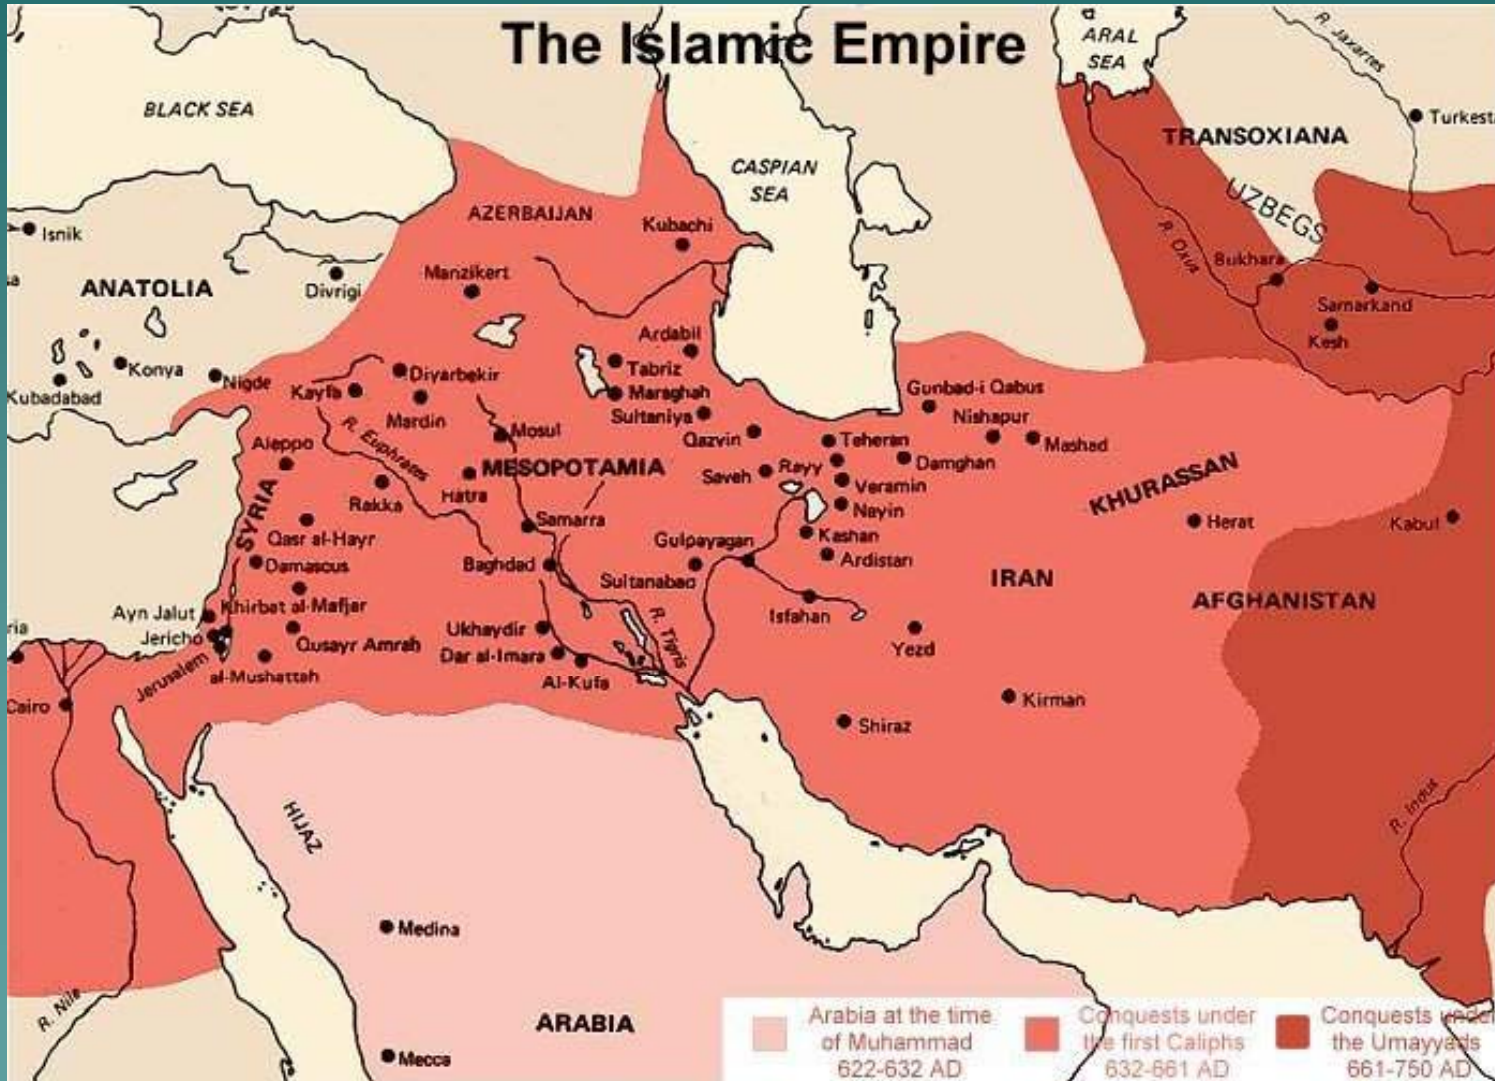 The Islamic Empire
ARAL
SEA
R. Jaxartes
BLACK SEA
Turkest
TRANSOXIANA
CASPIAN
SEA
UZBEGS
AZERBAIJAN
Kubachi
Isnik
R. Oxus
Bukhara
Manzikert
ANATOLIA
Divrigi
Samarkand
Kesh
Ardabil
Tabriz
Konya
Nigde
Diyarbekir
Kayfa
Maraghah
Gunbad-i Qabus
Kubadabad
Mardin
Sultaniya
Nishapur
R. Euphrates
Mosul
Qazvin
Teheran
Mashad
Aleppo
MESOPOTAMIA
Saveh
Rayy
Damghan
KHURASSAN
Rakka
Hatra
Veramin
SYRIA
Nayin
Samarra
Herat
Kabul
Qasr al-Hayr
Gulpayagan
Kashan
Damascus
Baghdad
Ardistan
Sultanabad
IRAN
AFGHANISTAN
Ayn Jalut
Khirbat al-Mafjar
Isfahan
ria
Jericho
Ukhaydir
R. Tigris
Qusayr Amrah
Yezd
Jerusalem
al-Mushattah
Dar al-Imara
Al-Kufa
Cairo
Kirman
Shiraz
HIJAZ
R. Indus
Medina
R. Nile
ARABIA
Mecca
Arabia at the time
of Muhammad
622-632 AD
Conquests under
the first Caliphs
632-661 AD
Conquests under
the Umayyads
661-750 AD